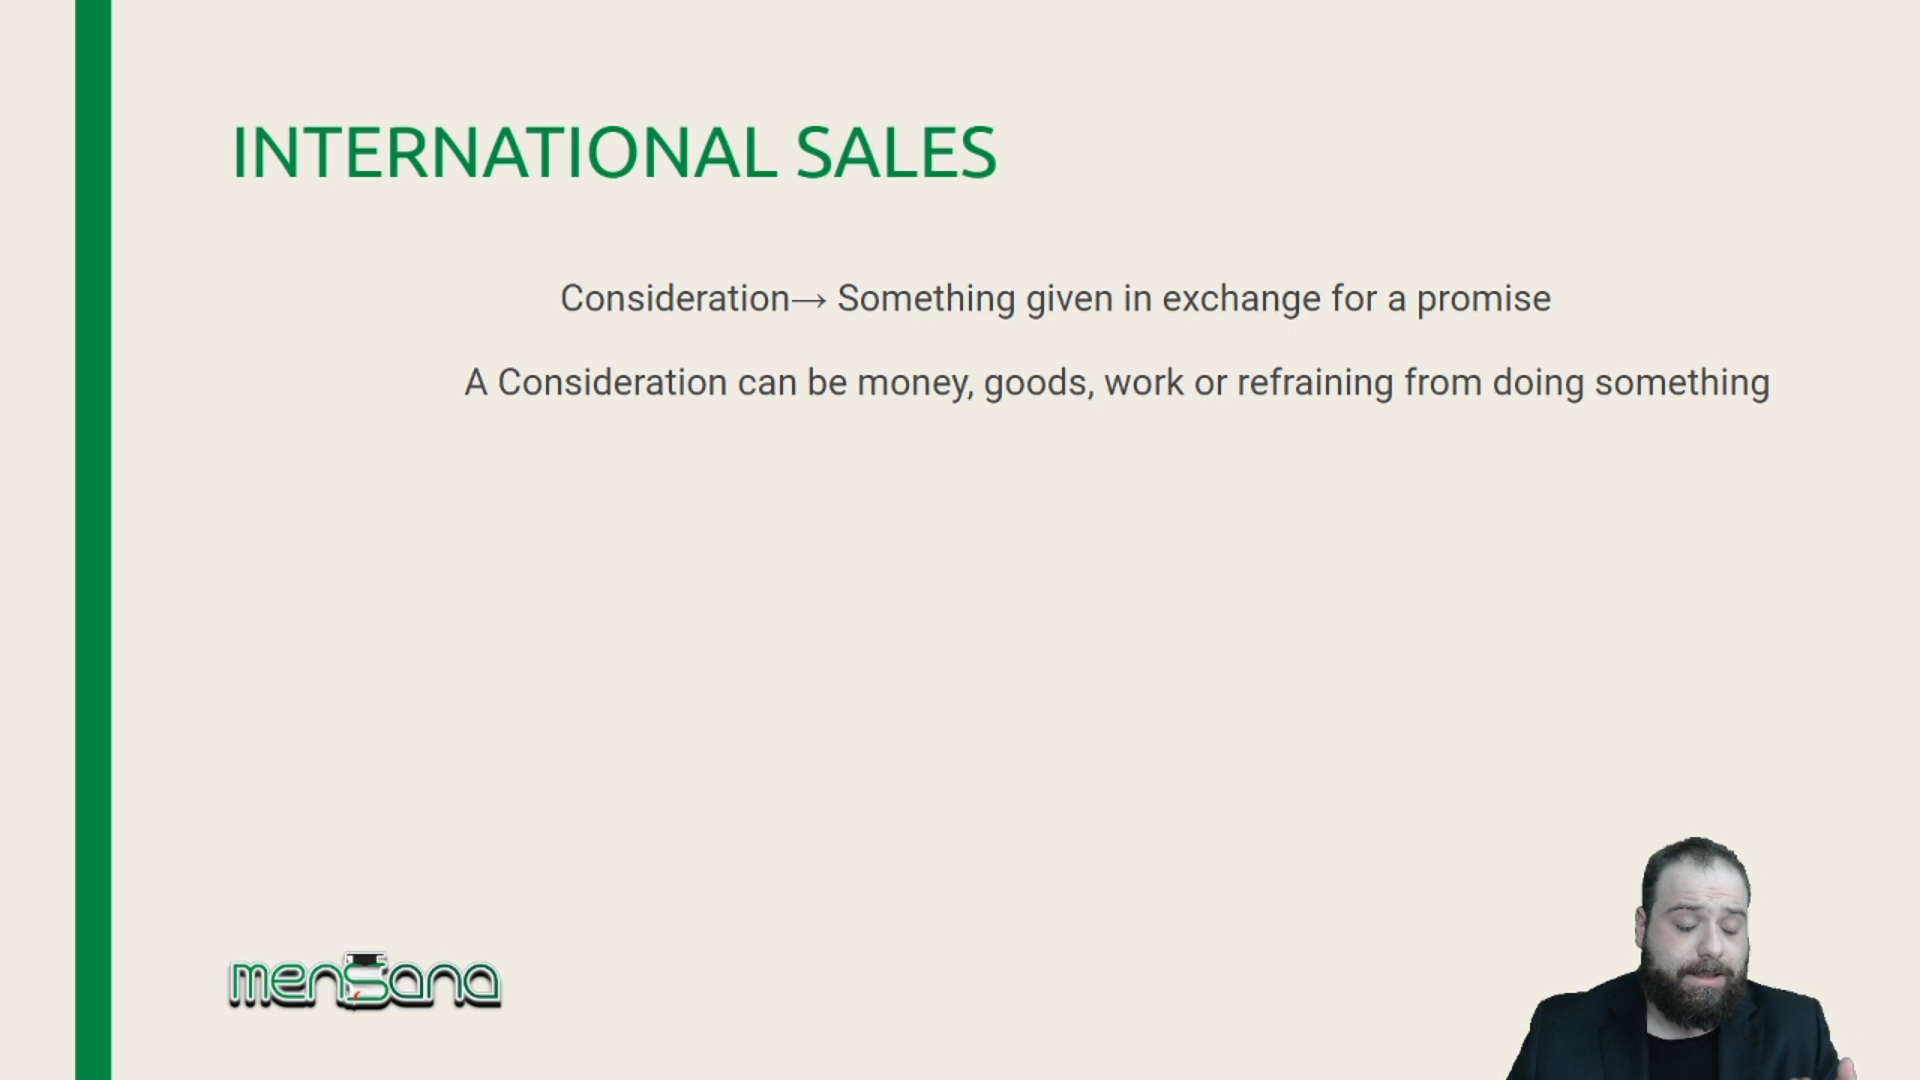 INTERNATIONAL SALES
Consideration→ Something given in exchange for a promise
A Consideration can be money, goods, work or refraining from doing something
menSana